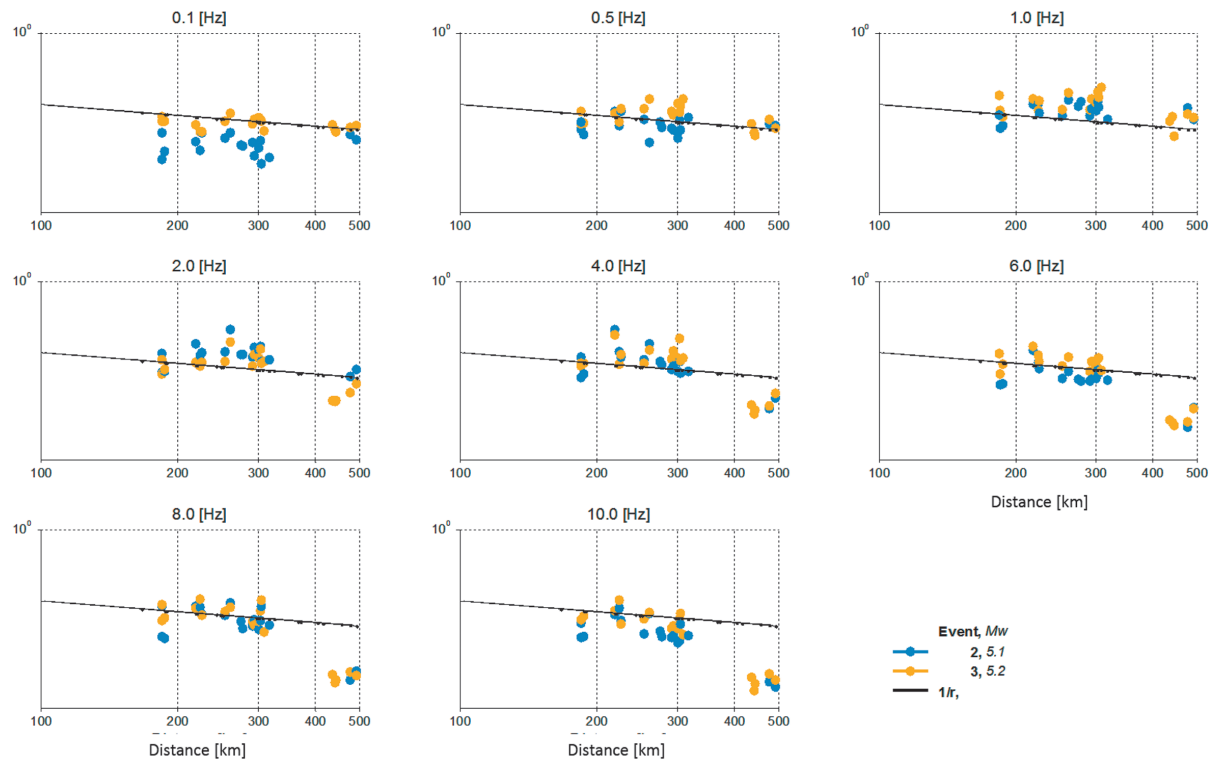 0.1 [Hz] 0.5 [Hz] 1.0 [Hz]
10⁰ 10⁰ 10⁰
100 200 300 400 500 100 200 300 400 500 100 200 300 400 500
2.0 [Hz] 4.0 [Hz] 6.0 [Hz]
10⁰ 10⁰ 10⁰
100 200 300 400 500 100 200 300 400 500 100 200 300 400 500
Distance [km]
8.0 [Hz] 10.0 [Hz]
10⁰ 10⁰
100 200 300 400 500 100 200 300 400 500
Distance [km] Distance [km]
Event, Mw
2, 5.1
3, 5.2
1/r,